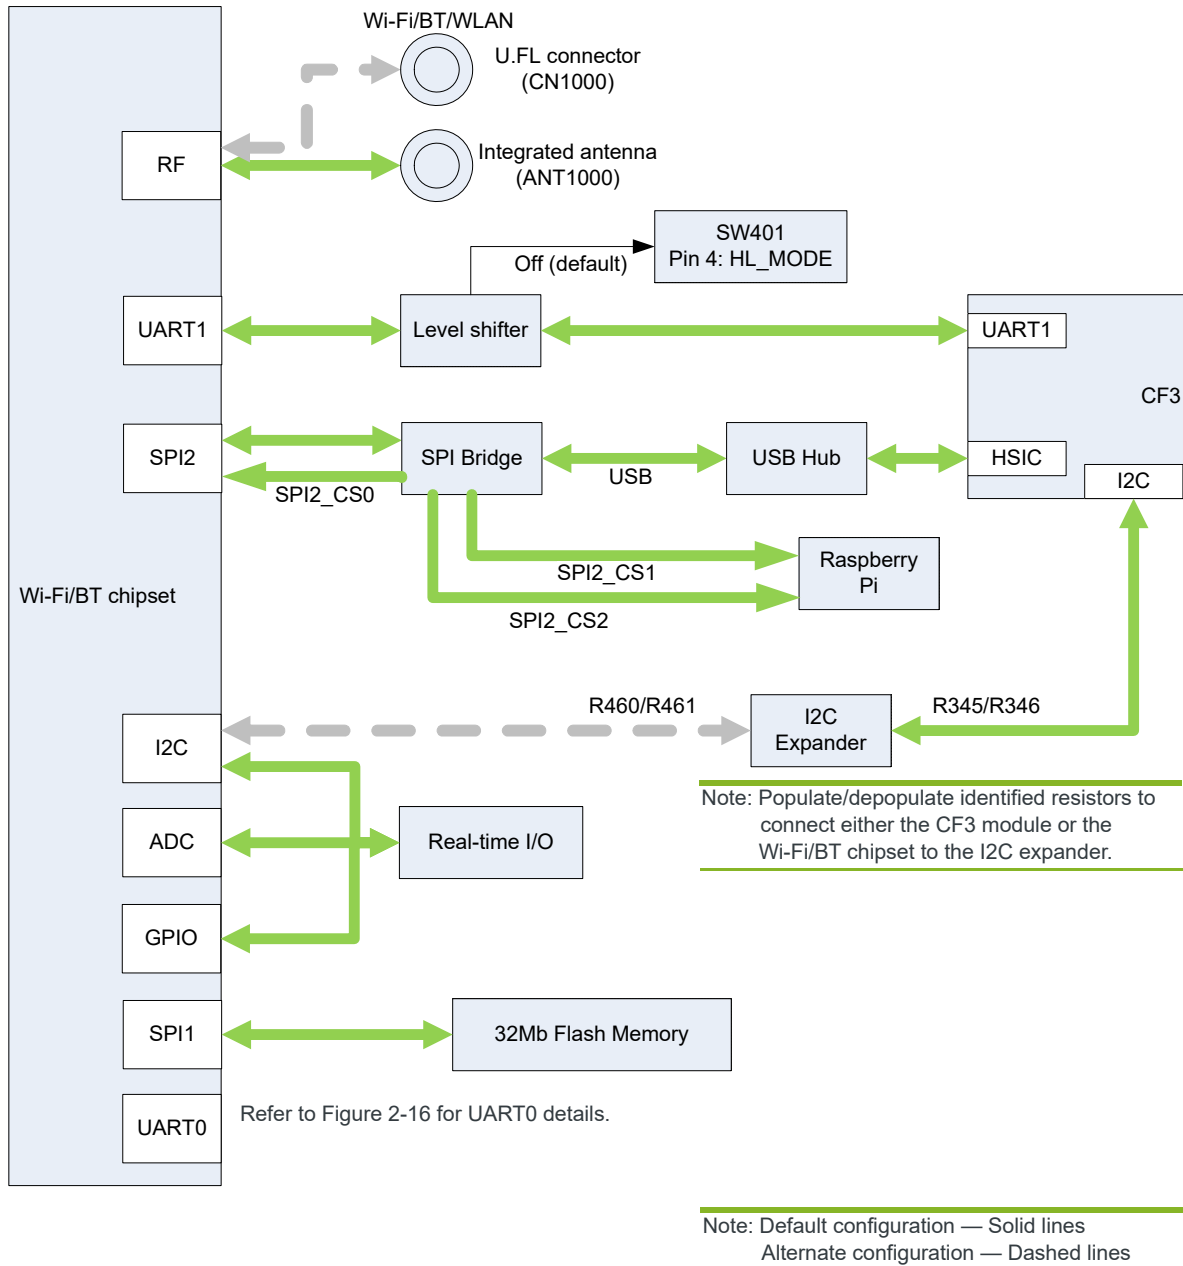 Wi-Fi/BT/WLAN
U.FL connector
(CN1000)
RF
Integrated antenna
(ANT1000)
SW401
Pin 4: HL_MODE
Off (default)
UART1
Level shifter
UART1
CF3
SPI2
SPI Bridge
USB
USB Hub
HSIC
I2C
SPI2_CS0
SPI2_CS1
Raspberry
Pi
SPI2_CS2
Wi-Fi/BT chipset
R460/R461
I2C
Expander
R345/R346
I2C
Note: Populate/depopulate identified resistors to
connect either the CF3 module or the
Wi-Fi/BT chipset to the I2C expander.
ADC
Real-time I/O
GPIO
SPI1
32Mb Flash Memory
UART0
Refer to Figure 2-16 for UART0 details.
Note: Default configuration — Solid lines
Alternate configuration — Dashed lines